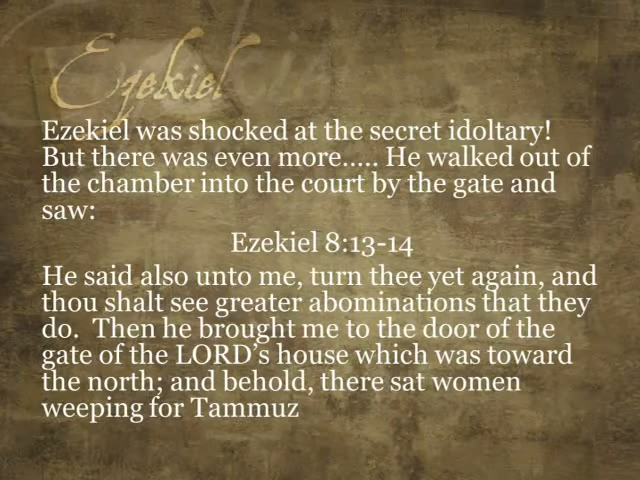 Ezekiel
Ezekiel was shocked at the secret idoltary!
But there was even more..... He walked out of
the chamber into the court by the gate and
saw:
Ezekiel 8:13-14
He said also unto me, turn thee yet again, and
thou shalt see greater abominations that they
do.  Then he brought me to the door of the
gate of the LORD's house which was toward
the north; and behold, there sat women
weeping for Tammuz